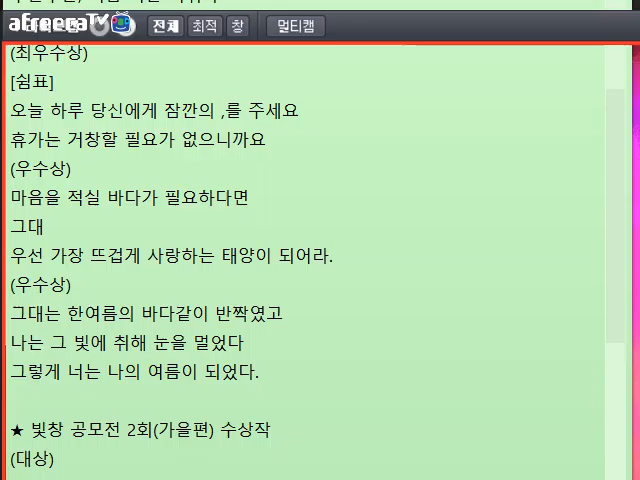 afreecaTV
전체 최적 창 멀티캠
(최우수상)
[쉼표]
오늘 하루 당신에게 잠깐의 ,를 주세요
휴가는 거창할 필요가 없으니까요
(우수상)
마음을 적실 바다가 필요하다면
그대
우선 가장 뜨겁게 사랑하는 태양이 되어라.
(우수상)
그대는 한여름의 바다같이 반짝였고
나는 그 빛에 취해 눈을 멀었다
그렇게 너는 나의 여름이 되었다.
★ 빛창 공모전 2회(가을편) 수상작
(대상)